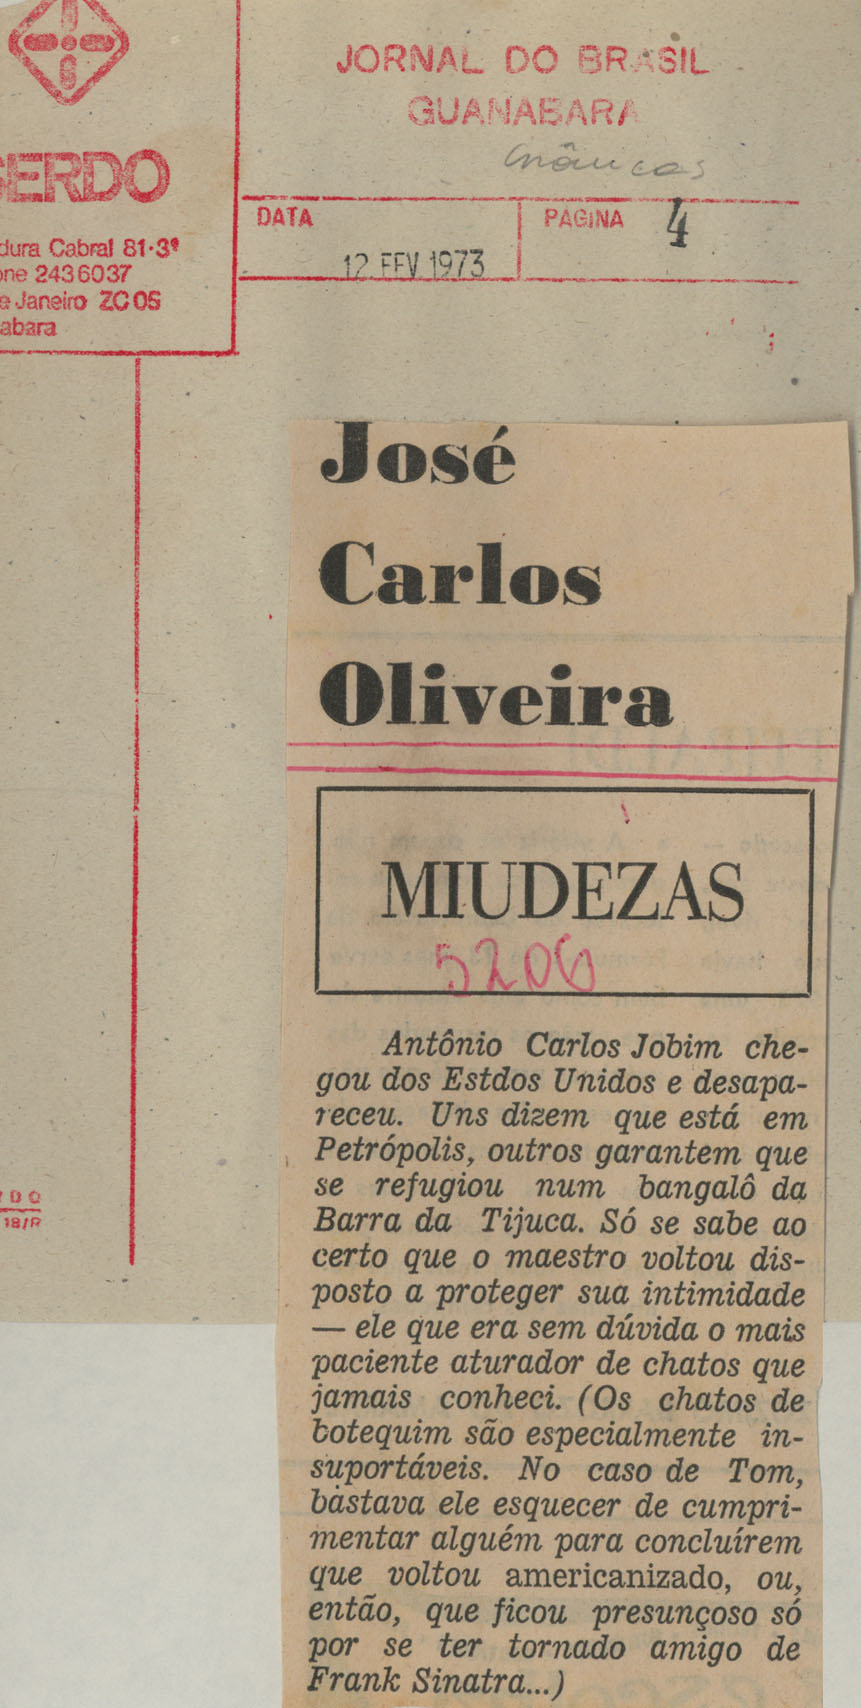 JORNAL DO BRASIL
GUANABARA
Crônicas
ERDO
dura Cabral 81-3º
ne 2436037
e Janeiro ZC 05
abara
DATA
12 FEV 1973
PAGINA 4
18/R
José
Carlos
Oliveira
MIUDEZAS
5206
Antônio Carlos Jobim che-
gou dos Estdos Unidos e desapa-
receu. Uns dizem que está em
Petrópolis, outros garantem que
se refugiou num bangalô da
Barra da Tijuca. Só se sabe ao
certo que o maestro voltou dis-
posto a proteger sua intimidade
— ele que era sem dúvida o mais
paciente aturador de chatos que
jamais conheci. (Os chatos de
botequim são especialmente in-
suportáveis. No caso de Tom,
bastava ele esquecer de cumpri-
mentar alguém para concluírem
que voltou americanizado, ou,
então, que ficou presunçoso só
por se ter tornado amigo de
Frank Sinatra...)